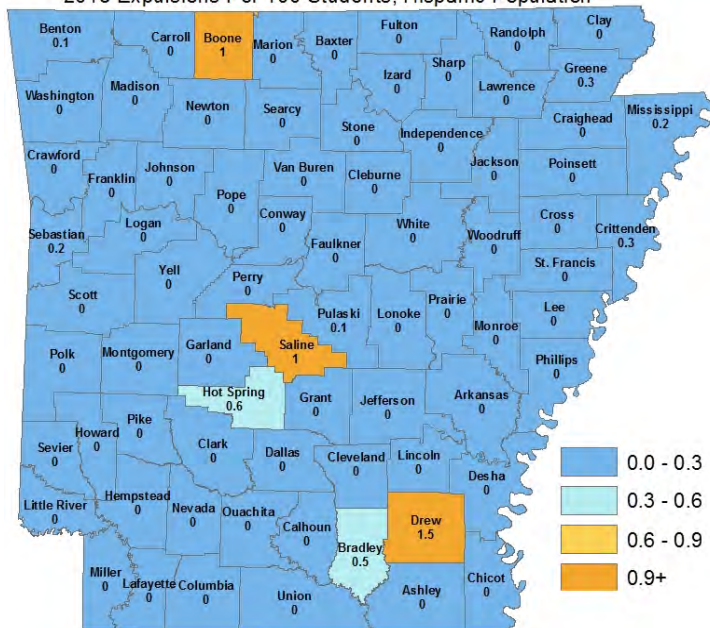 Expulsions Per 100 Students, Hispanic Population
Benton
0.1
Carroll
0
Boone
1
Marion
0
Baxter
0
Fulton
0
Randolph
0
Clay
0
Izard
0
Sharp
0
Lawrence
0
Greene
0.3
Washington
0
Madison
0
Newton
0
Searcy
0
Stone
0
Independence
0
Craighead
0
Mississippi
0.2
Crawford
0
Franklin
0
Johnson
0
Pope
0
Van Buren
0
Cleburne
0
Jackson
0
Poinsett
0
Sebastian
0.2
Logan
0
Conway
0
Faulkner
0
White
0
Woodruff
0
Cross
0
Crittenden
0.3
St. Francis
0
Scott
0
Yell
0
Perry
0
Pulaski
0.1
Lonoke
0
Prairie
0
Monroe
0
Lee
0
Phillips
0
Polk
0
Montgomery
0
Garland
0
Saline
1
Hot Spring
0.6
Grant
0
Jefferson
0
Arkansas
0
Sevier
0
Howard
0
Pike
0
Clark
0
Dallas
0
Cleveland
0
Lincoln
0
Desha
0
Little River
0
Hempstead
0
Nevada
0
Ouachita
0
Calhoun
0
Bradley
0.5
Drew
1.5
Miller
0
Lafayette
0
Columbia
0
Union
0
Ashley
0
Chicot
0
0.0 - 0.3
0.3 - 0.6
0.6 - 0.9
0.9+